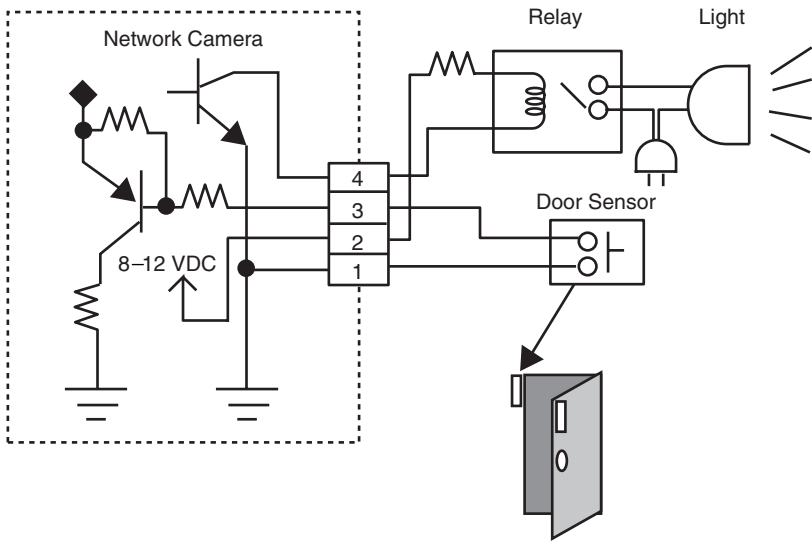 Relay
Light
Network Camera
4
3
2
1
8–12 VDC
Door Sensor